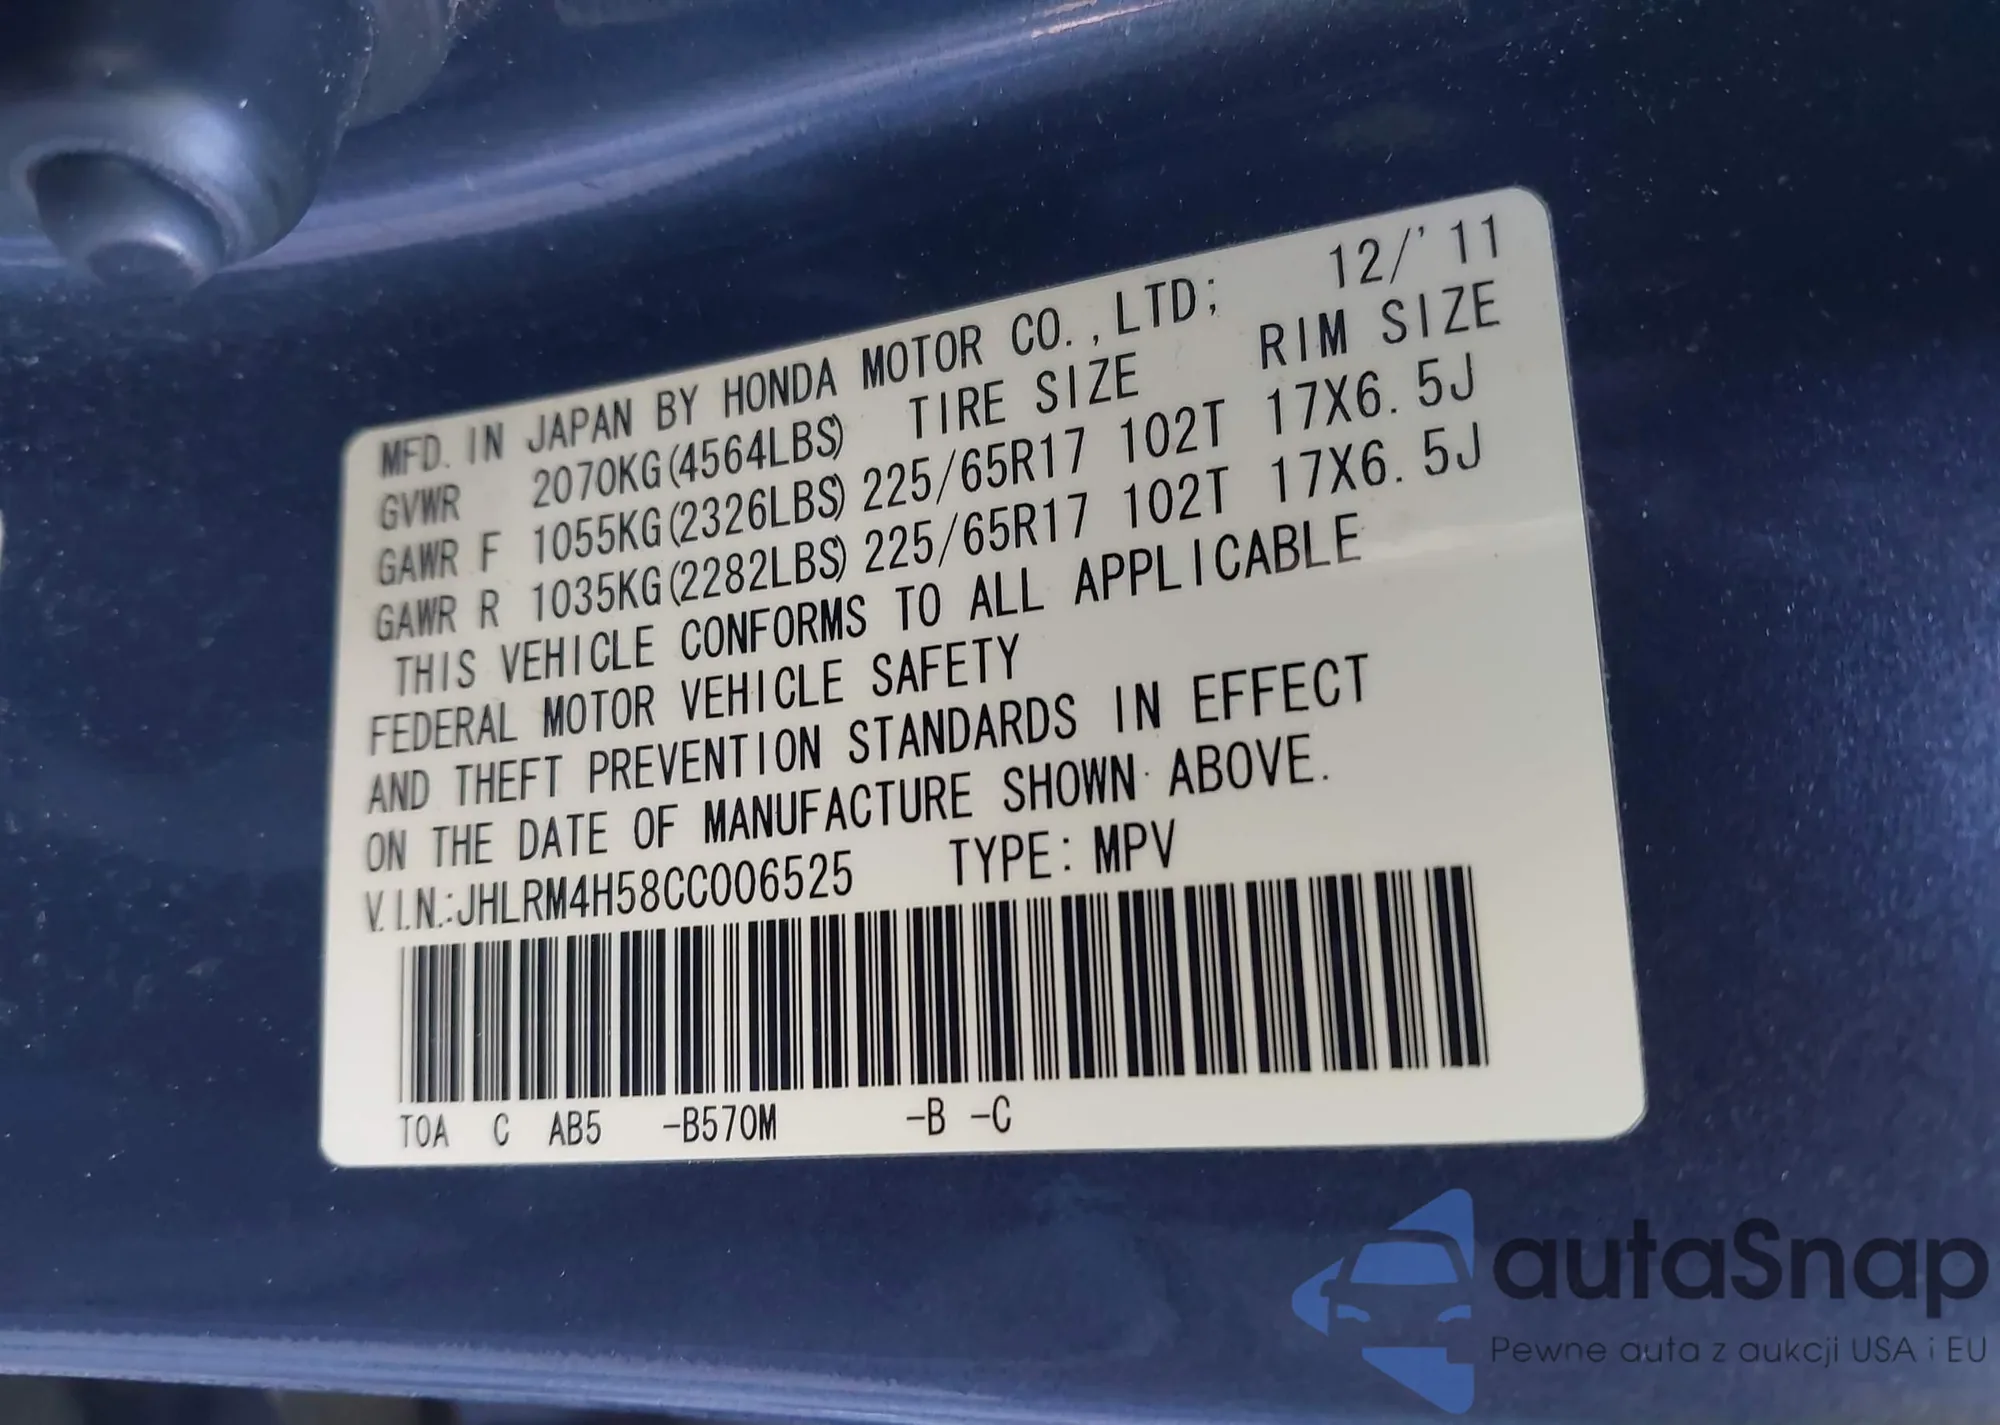 MFD. IN JAPAN BY HONDA MOTOR CO.,LTD; 12/'11
GVWR 2070KG(4564LBS) TIRE SIZE RIM SIZE
GAWR F 1055KG(2326LBS) 225/65R17 102T 17X6.5J
GAWR R 1035KG(2282LBS) 225/65R17 102T 17X6.5J
THIS VEHICLE CONFORMS TO ALL APPLICABLE
FEDERAL MOTOR VEHICLE SAFETY
AND THEFT PREVENTION STANDARDS IN EFFECT
ON THE DATE OF MANUFACTURE SHOWN ABOVE.
V.I.N.:JHLRM4H58CC006525 TYPE: MPV
TOA C AB5 -B570M -B -C
autaSnap
Pewne auta z aukcji USA i EU